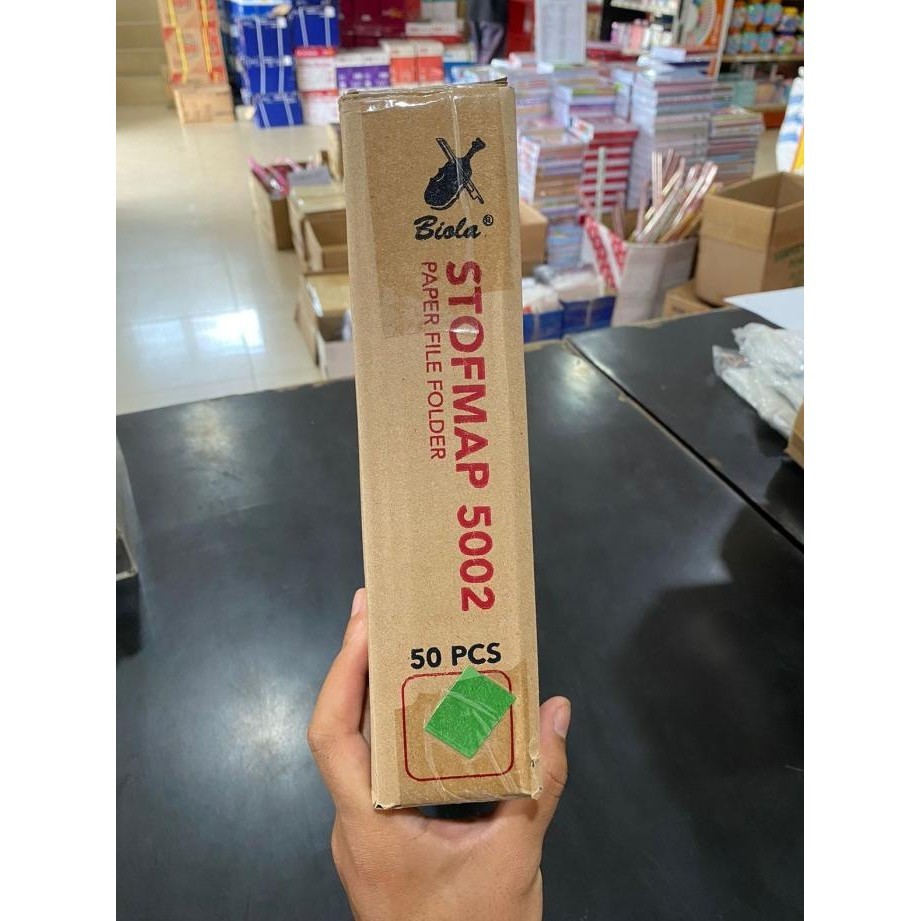 Biola®
STOFMAP 5002
PAPER FILE FOLDER
50 PCS